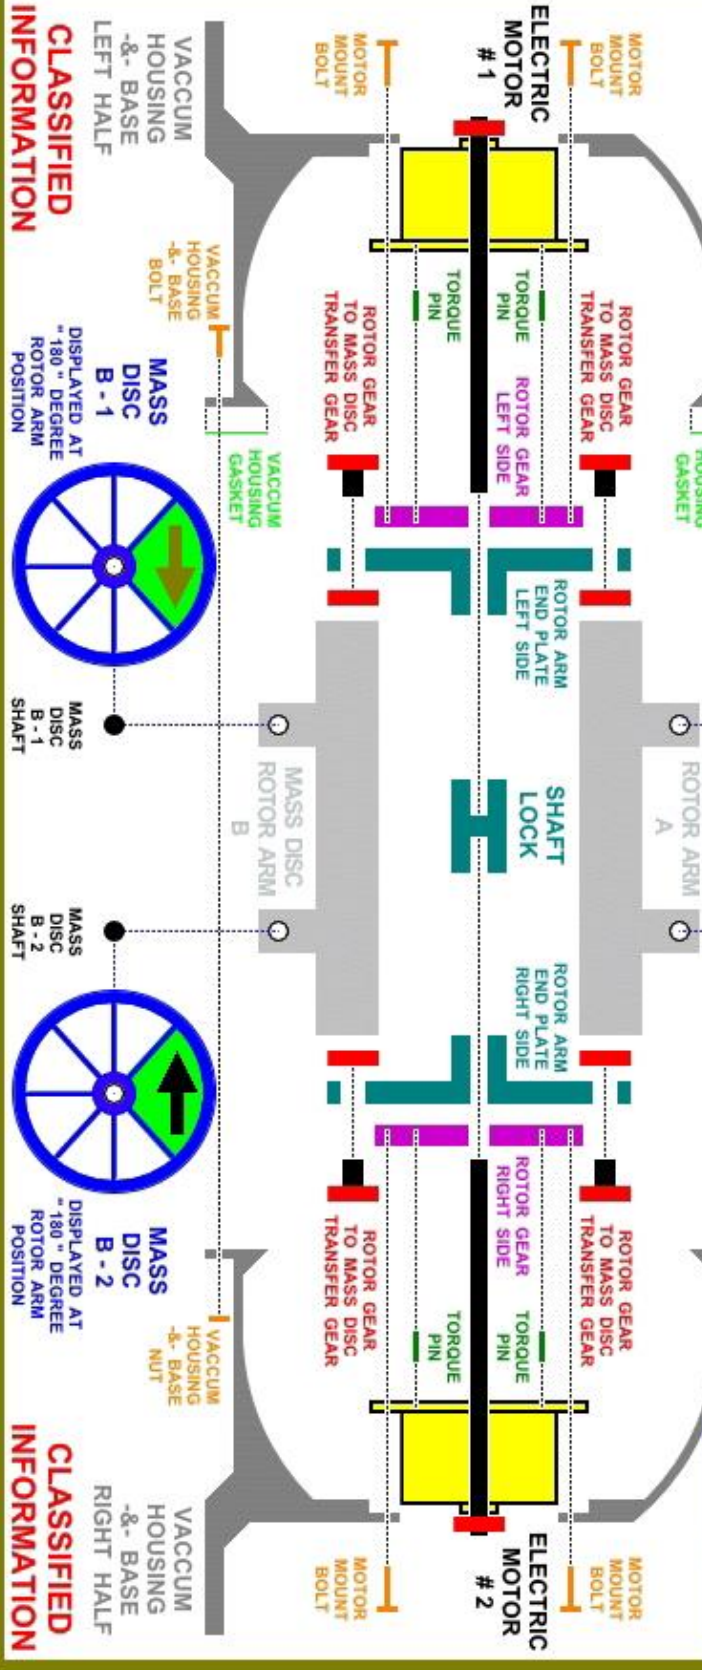 MOTOR
MOUNT
BOLT
HOUSING
GASKET
ROTOR ARM
A
MOTOR
MOUNT
BOLT
ELECTRIC
MOTOR
# 1
TORQUE
PIN
ROTOR GEAR
TO MASS DISC
TRANSFER GEAR
ROTOR GEAR
LEFT SIDE
ROTOR ARM
END PLATE
LEFT SIDE
SHAFT
LOCK
ROTOR ARM
END PLATE
RIGHT SIDE
ROTOR GEAR
RIGHT SIDE
ROTOR GEAR
TO MASS DISC
TRANSFER GEAR
TORQUE
PIN
ELECTRIC
MOTOR
# 2
MOTOR
MOUNT
BOLT
TORQUE
PIN
ROTOR GEAR
TO MASS DISC
TRANSFER GEAR
MASS DISC
ROTOR ARM
B
ROTOR GEAR
TO MASS DISC
TRANSFER GEAR
TORQUE
PIN
MOTOR
MOUNT
BOLT
VACCUM
HOUSING
-&- BASE
LEFT HALF
VACCUM
HOUSING
-&- BASE
BOLT
VACCUM
HOUSING
GASKET
VACCUM
HOUSING
-&- BASE
NUT
VACCUM
HOUSING
-&- BASE
RIGHT HALF
CLASSIFIED
INFORMATION
MASS
DISC
B - 1
DISPLAYED AT
" 180 " DEGREE
ROTOR ARM
POSITION
MASS
DISC
B - 1
SHAFT
MASS
DISC
B - 2
SHAFT
MASS
DISC
B - 2
DISPLAYED AT
" 180 " DEGREE
ROTOR ARM
POSITION
CLASSIFIED
INFORMATION